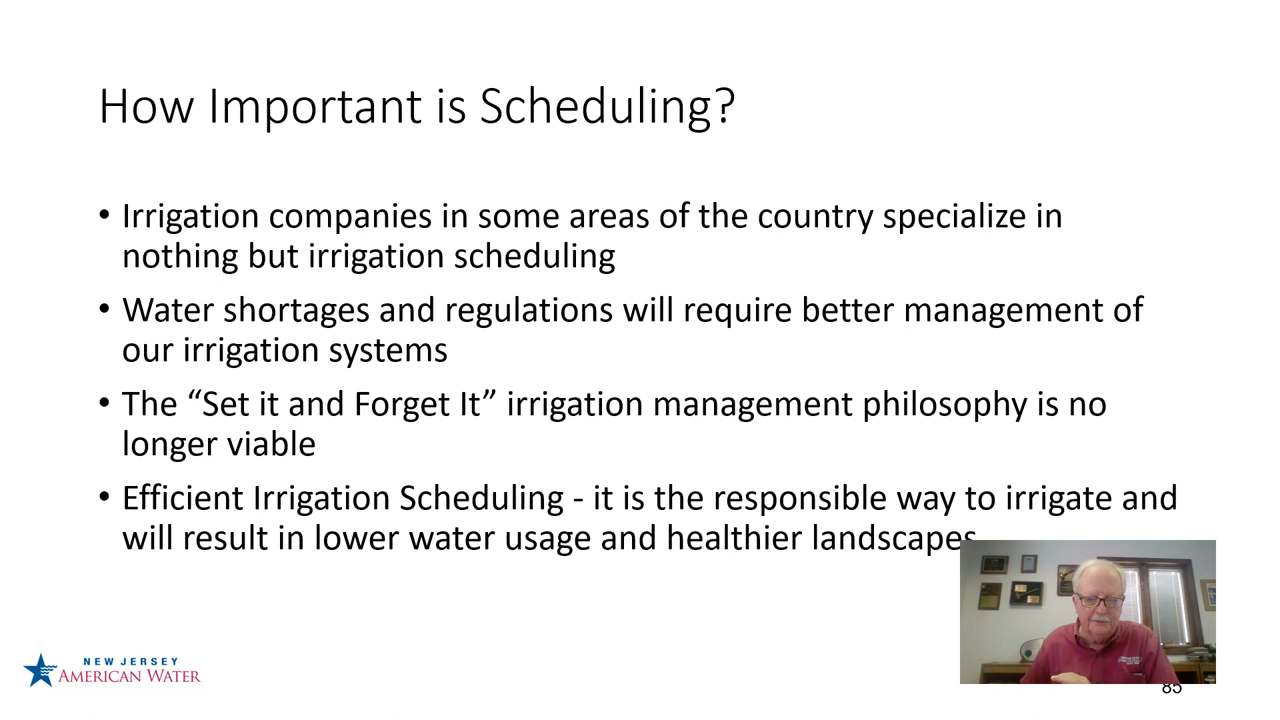 How Important is Scheduling?
• Irrigation companies in some areas of the country specialize in
nothing but irrigation scheduling
• Water shortages and regulations will require better management of
our irrigation systems
• The “Set it and Forget It” irrigation management philosophy is no
longer viable
• Efficient Irrigation Scheduling - it is the responsible way to irrigate and
will result in lower water usage and healthier landscapes
NEW JERSEY
AMERICAN WATER
85